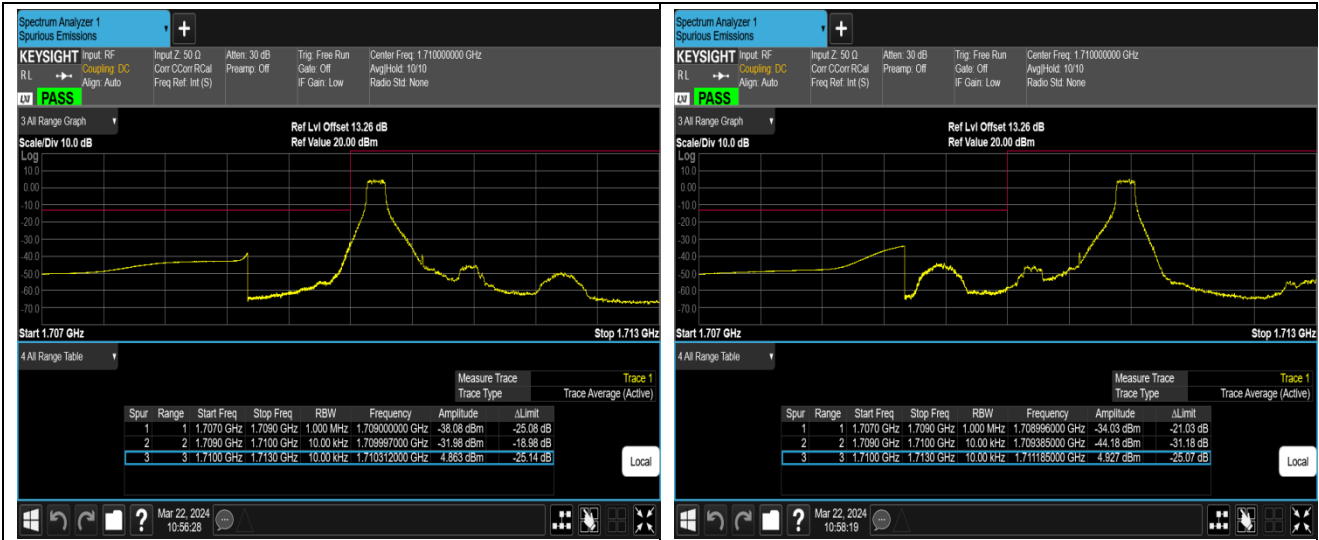 Spectrum Analyzer 1
Spurious Emissions
+
KEYSIGHT Input: RF Input Z: 50 Ω Atten: 30 dB Trig: Free Run Center Freq: 1.710000000 GHz
RL Coupling: DC Corr CCorr RCal Preamp: Off Gate: Off Avg|Hold: 10/10
Align: Auto Freq Ref: Int (S) IF Gain: Low Radio Std: None
LXI PASS
3 All Range Graph
Ref Lvl Offset 13.26 dB
Scale/Div 10.0 dB Ref Value 20.00 dBm
Log
10.0
0.00
-10.0
-20.0
-30.0
-40.0
-50.0
-60.0
-70.0
Start 1.707 GHz Stop 1.713 GHz
4 All Range Table
Measure Trace Trace 1
Trace Type Trace Average (Active)
Spur Range Start Freq Stop Freq RBW Frequency Amplitude ΔLimit
1 1 1.7070 GHz 1.7090 GHz 1.000 MHz 1.709000000 GHz -38.08 dBm -25.08 dB
2 2 1.7090 GHz 1.7100 GHz 10.00 kHz 1.709997000 GHz -31.98 dBm -18.98 dB
3 3 1.7100 GHz 1.7130 GHz 10.00 kHz 1.710312000 GHz 4.863 dBm -25.14 dB
Local
?
Mar 22, 2024
10:56:28
Spectrum Analyzer 1
Spurious Emissions
+
KEYSIGHT Input: RF Input Z: 50 Ω Atten: 30 dB Trig: Free Run Center Freq: 1.710000000 GHz
RL Coupling: DC Corr CCorr RCal Preamp: Off Gate: Off Avg|Hold: 10/10
Align: Auto Freq Ref: Int (S) IF Gain: Low Radio Std: None
LXI PASS
3 All Range Graph
Ref Lvl Offset 13.26 dB
Scale/Div 10.0 dB Ref Value 20.00 dBm
Log
10.0
0.00
-10.0
-20.0
-30.0
-40.0
-50.0
-60.0
-70.0
Start 1.707 GHz Stop 1.713 GHz
4 All Range Table
Measure Trace Trace 1
Trace Type Trace Average (Active)
Spur Range Start Freq Stop Freq RBW Frequency Amplitude ΔLimit
1 1 1.7070 GHz 1.7090 GHz 1.000 MHz 1.708996000 GHz -34.03 dBm -21.03 dB
2 2 1.7090 GHz 1.7100 GHz 10.00 kHz 1.709385000 GHz -44.18 dBm -31.18 dB
3 3 1.7100 GHz 1.7130 GHz 10.00 kHz 1.711185000 GHz 4.927 dBm -25.07 dB
Local
?
Mar 22, 2024
10:58:19